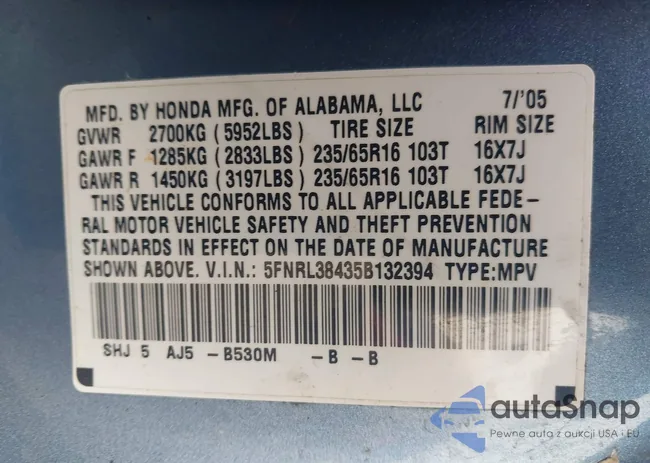 MFD. BY HONDA MFG. OF ALABAMA, LLC 7/'05
GVWR 2700KG (5952LBS) TIRE SIZE RIM SIZE
GAWR F 1285KG (2833LBS) 235/65R16 103T 16X7J
GAWR R 1450KG (3197LBS) 235/65R16 103T 16X7J
THIS VEHICLE CONFORMS TO ALL APPLICABLE FEDE-
RAL MOTOR VEHICLE SAFETY AND THEFT PREVENTION
STANDARDS IN EFFECT ON THE DATE OF MANUFACTURE
SHOWN ABOVE. V.I.N.: 5FNRL38435B132394 TYPE:MPV
SHJ 5 AJ5 -B530M -B -B
autaSnap
Pewne auta z aukcji USA i EU